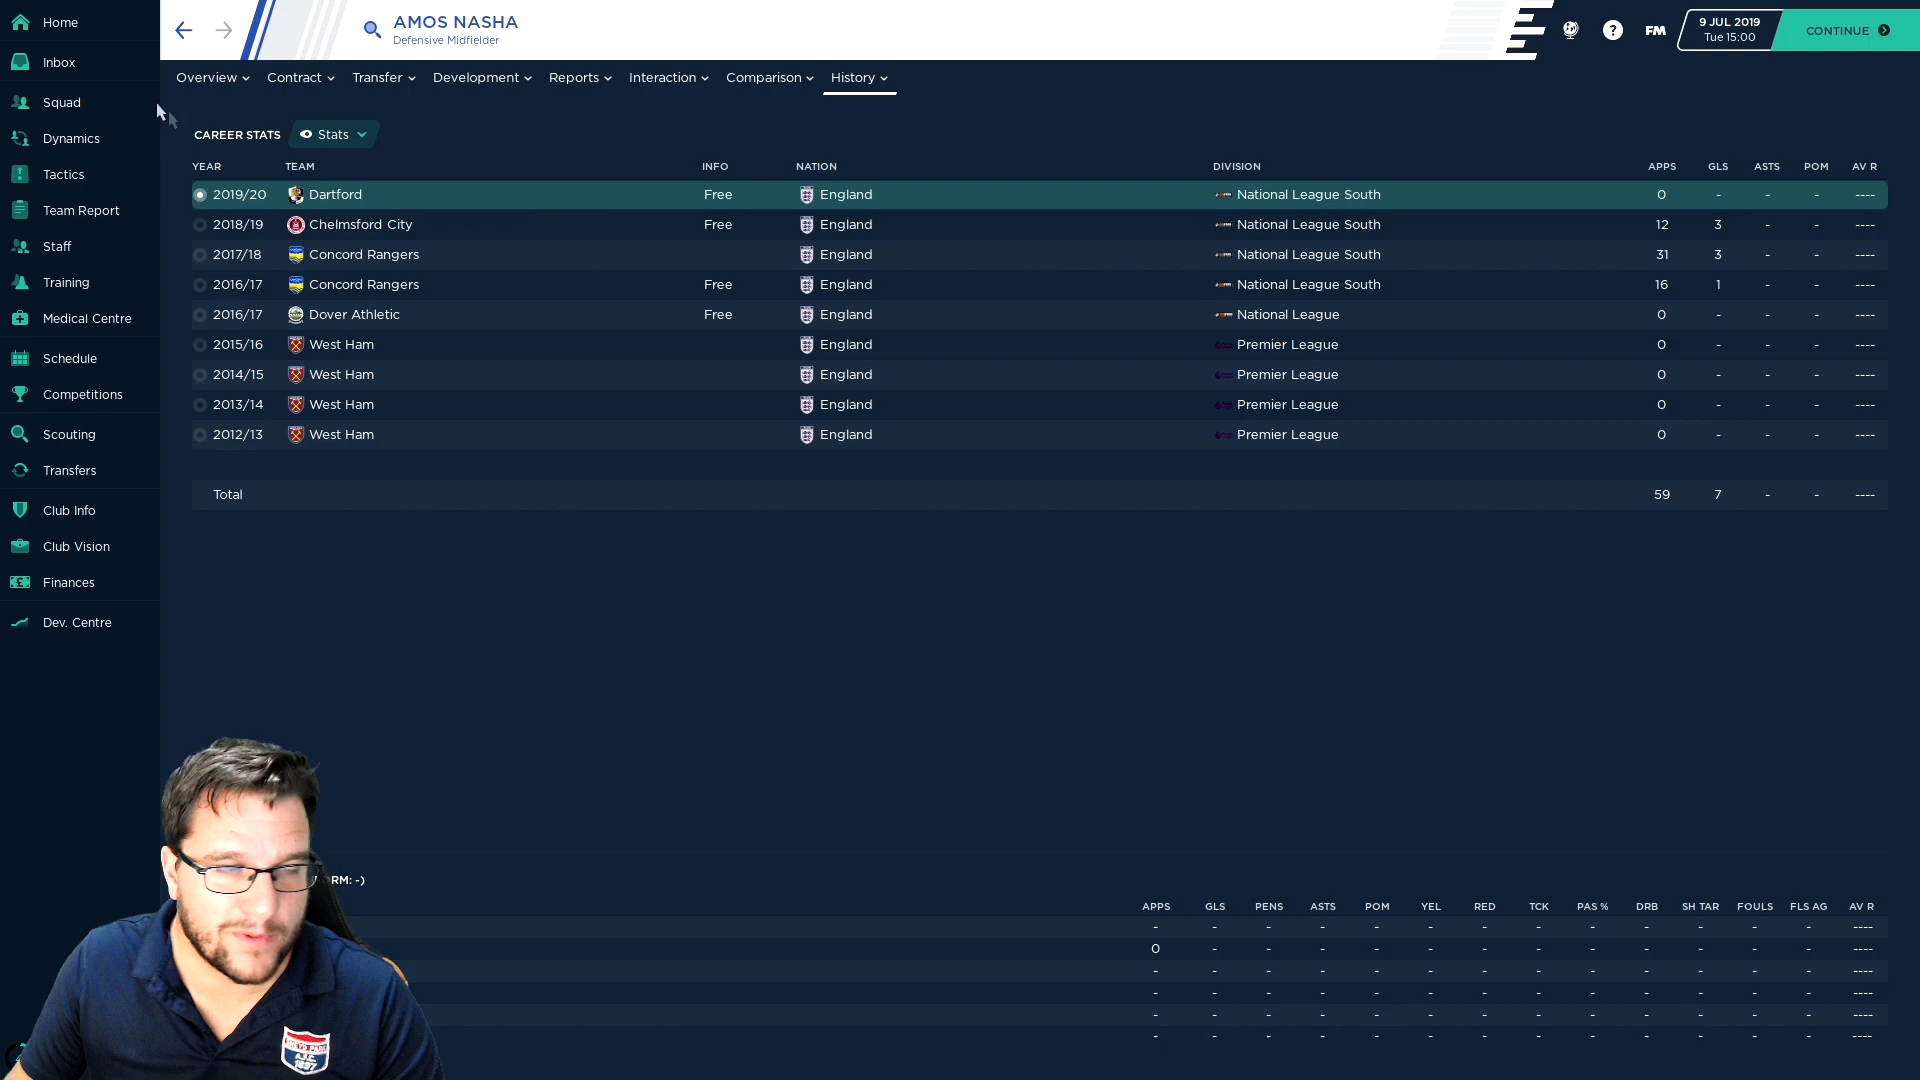 Home
AMOS NASHA
Defensive Midfielder
? FM 9 JUL 2019 CONTINUE
Tue 15:00
Inbox
Overview Contract Transfer Development Reports Interaction Comparison History
Squad
Dynamics
Tactics
Team Report
Staff
Training
Medical Centre
Schedule
Competitions
Scouting
Transfers
Club Info
Club Vision
Finances
Dev. Centre
CAREER STATS Stats
YEAR TEAM INFO NATION DIVISION APPS GLS ASTS POM AV R
2019/20 Dartford Free England National League South 0 - - - ----
2018/19 Chelmsford City Free England National League South 12 3 - - ----
2017/18 Concord Rangers England National League South 31 3 - - ----
2016/17 Concord Rangers Free England National League South 16 1 - - ----
2016/17 Dover Athletic Free England National League 0 - - - ----
2015/16 West Ham England Premier League 0 - - - ----
2014/15 West Ham England Premier League 0 - - - ----
2013/14 West Ham England Premier League 0 - - - ----
2012/13 West Ham England Premier League 0 - - - ----
Total 59 7 - - ----
RM: -)
APPS GLS PENS ASTS POM YEL RED TCK PAS % DRB SH TAR FOULS FLS AG AV R
- - - - - - - - - - - - - ----
0 - - - - - - - - - - - - ----
- - - - - - - - - - - - - ----
- - - - - - - - - - - - - ----
- - - - - - - - - - - - - ----
- - - - - - - - - - - - - ----
A.F.C.
1897